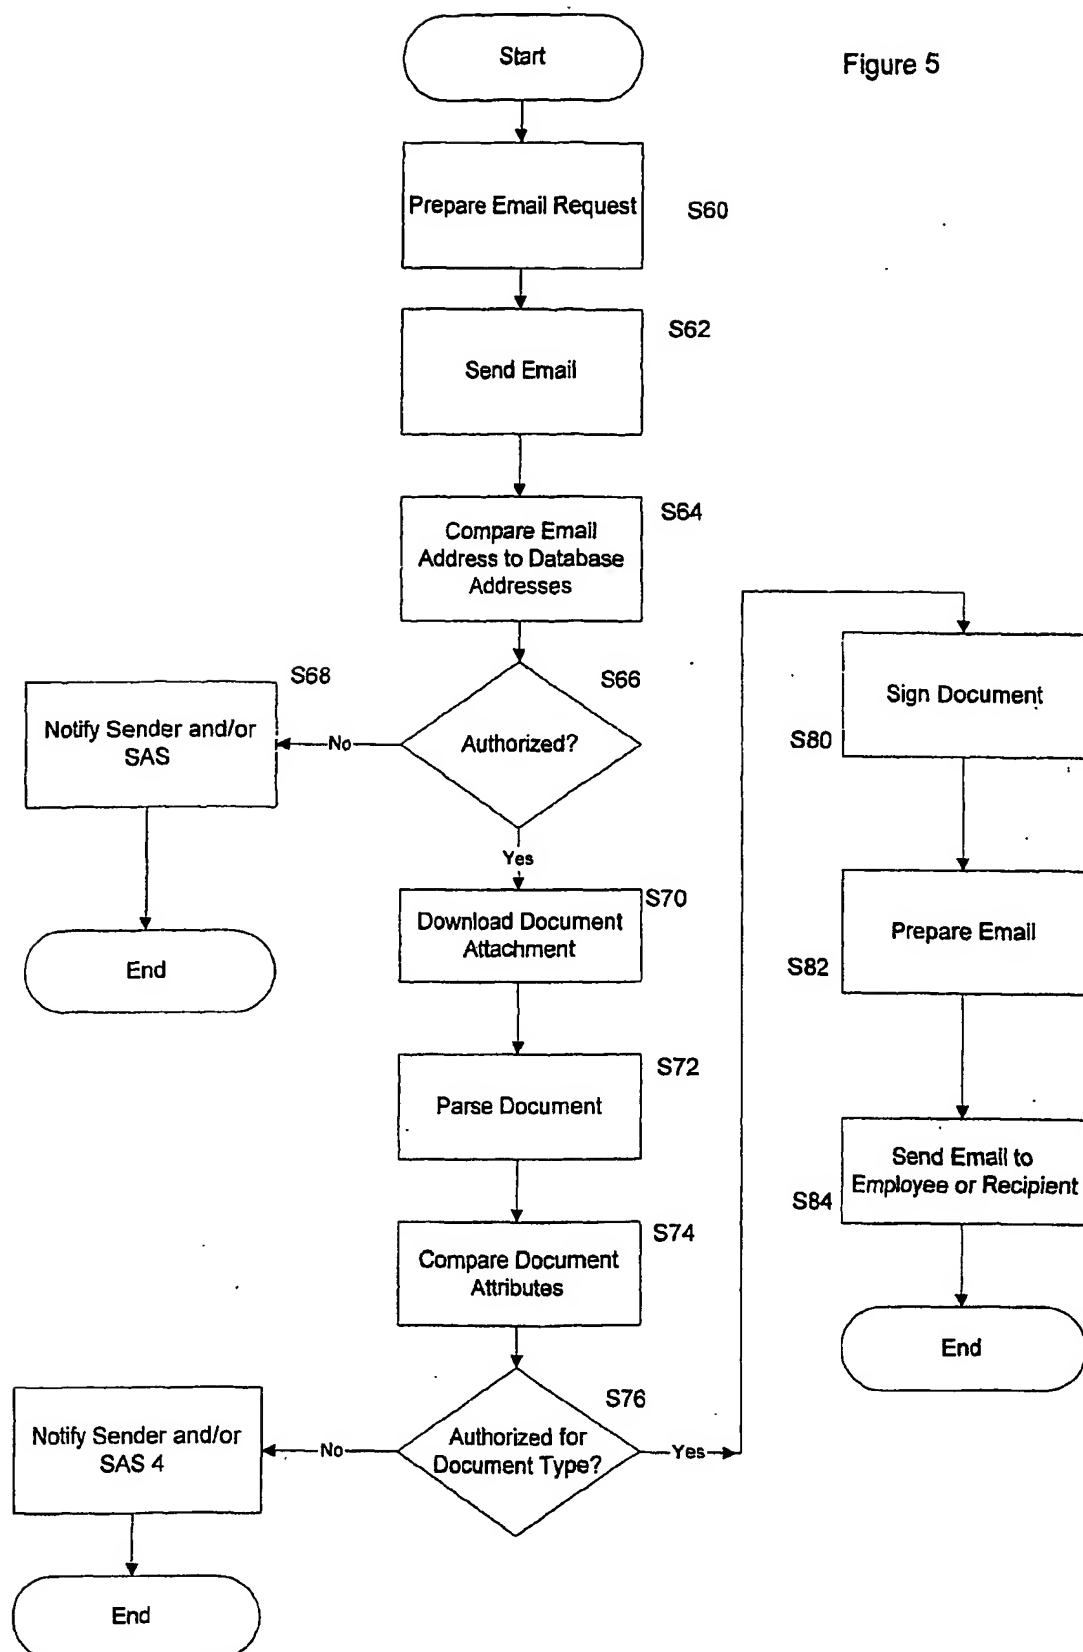 Start
Figure 5
Prepare Email Request
S60
S62
Send Email
S64
Compare Email
Address to Database
Addresses
S68
S66
Notify Sender and/or
SAS
No
Authorized?
Yes
S70
Download Document
Attachment
End
S72
Parse Document
S74
Compare Document
Attributes
S76
Notify Sender and/or
SAS 4
No
Authorized for
Document Type?
Yes
End
Sign Document
S80
Prepare Email
S82
Send Email to
Employee or Recipient
S84
End